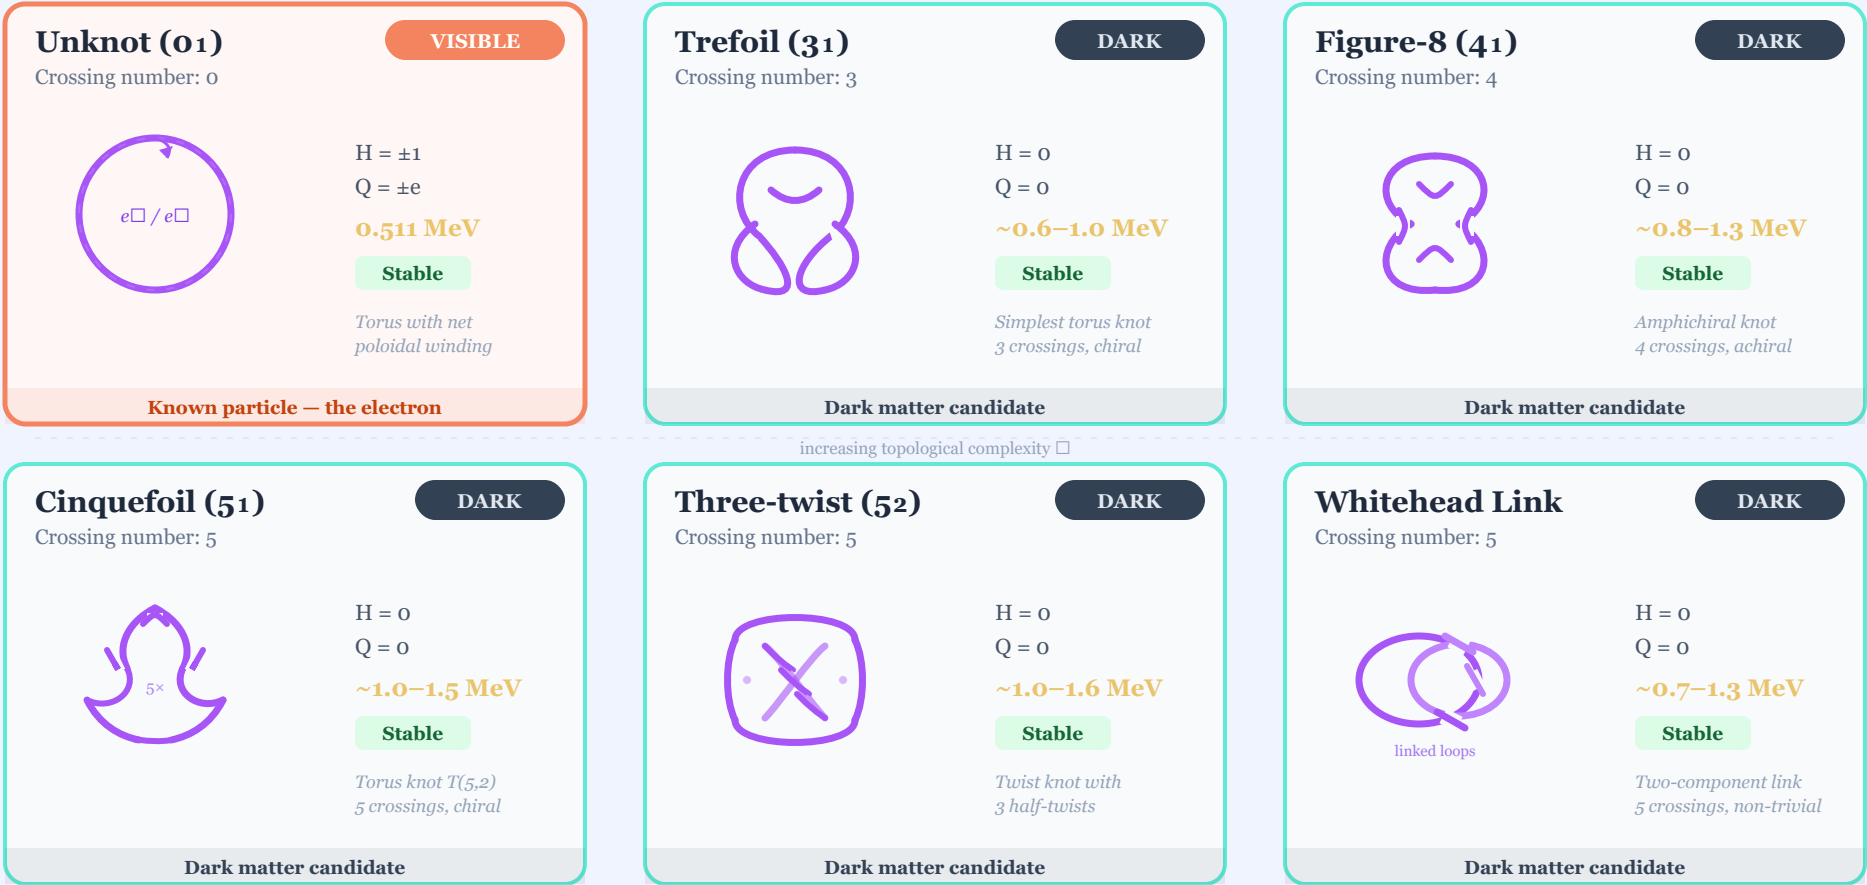 Unknot (01)
VISIBLE
Crossing number: 0
H = ±1
Q = ±e
e□ / e□
0.511 MeV
Stable
Torus with net
poloidal winding
Known particle — the electron
Trefoil (31)
DARK
Crossing number: 3
H = 0
Q = 0
~0.6–1.0 MeV
Stable
Simplest torus knot
3 crossings, chiral
Dark matter candidate
Figure-8 (41)
DARK
Crossing number: 4
H = 0
Q = 0
~0.8–1.3 MeV
Stable
Amphichiral knot
4 crossings, achiral
Dark matter candidate
increasing topological complexity □
Cinquefoil (51)
DARK
Crossing number: 5
H = 0
Q = 0
5×
~1.0–1.5 MeV
Stable
Torus knot T(5,2)
5 crossings, chiral
Dark matter candidate
Three-twist (52)
DARK
Crossing number: 5
H = 0
Q = 0
~1.0–1.6 MeV
Stable
Twist knot with
3 half-twists
Dark matter candidate
Whitehead Link
DARK
Crossing number: 5
H = 0
Q = 0
~0.7–1.3 MeV
Stable
linked loops
Two-component link
5 crossings, non-trivial
Dark matter candidate